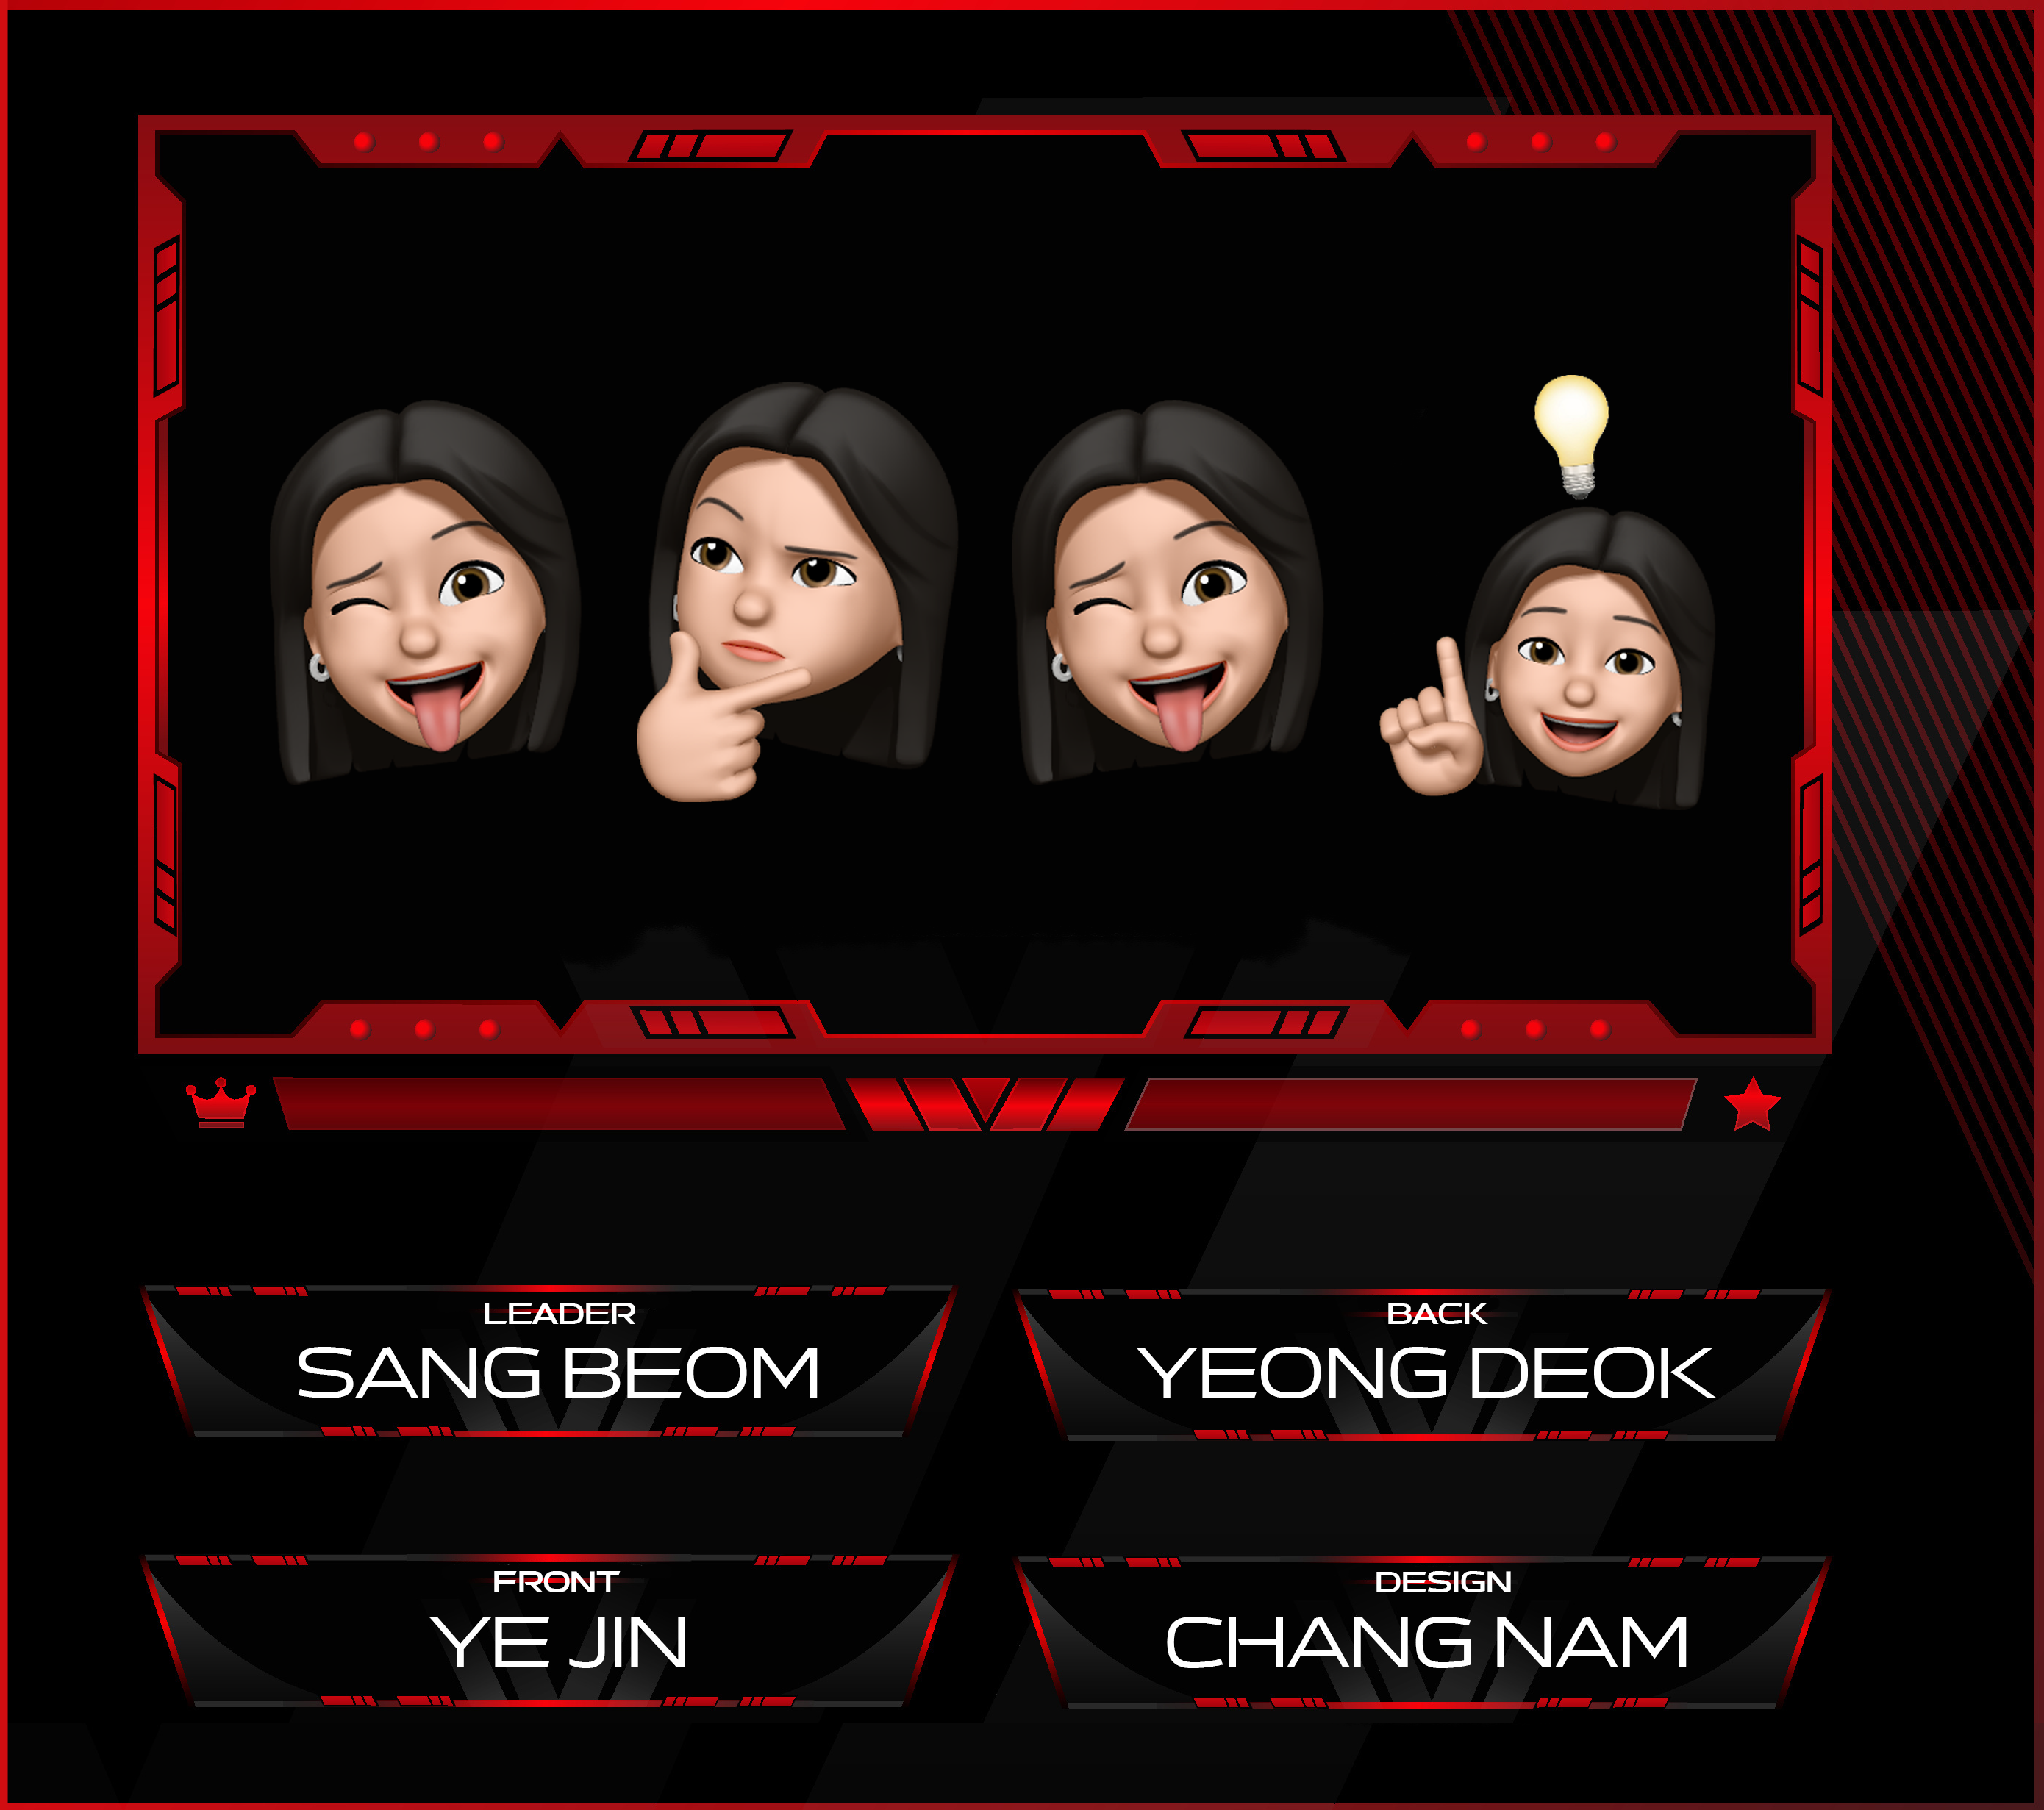 LEADER
SANG BEOM
BACK
YEONG DEOK
FRONT
YE JIN
DESIGN
CHANG NAM